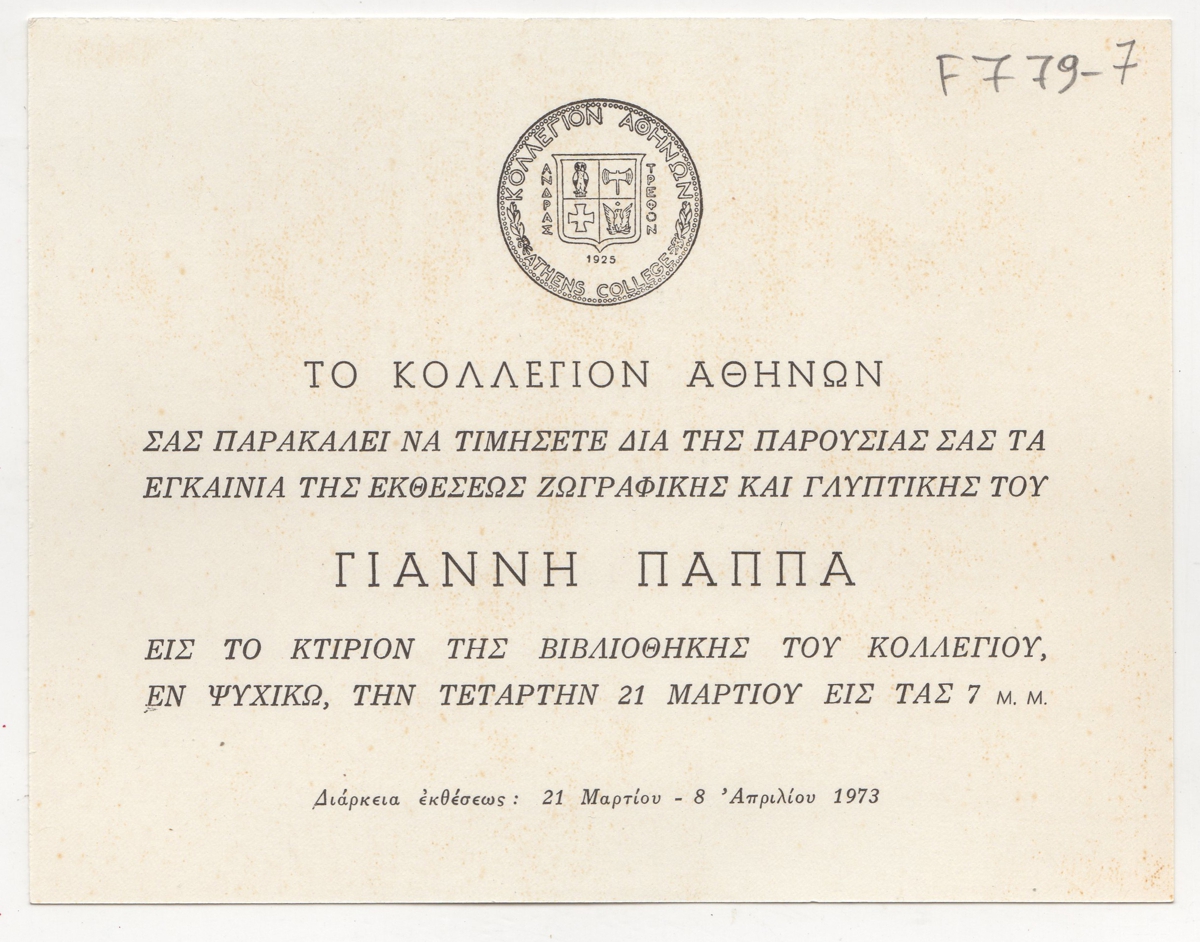 F 7 79-7
ΚΟΛΛΕΓΙΟΝ ΑΘΗΝΩΝ
ΑΝΔΡΑΣ
ΤΡΕΦΟΝ
1925
ATHENS COLLEGE
ΤΟ ΚΟΛΛΕΓΙΟΝ ΑΘΗΝΩΝ
ΣΑΣ ΠΑΡΑΚΑΛΕΙ ΝΑ ΤΙΜΗΣΕΤΕ ΔΙΑ ΤΗΣ ΠΑΡΟΥΣΙΑΣ ΣΑΣ ΤΑ
ΕΓΚΑΙΝΙΑ ΤΗΣ ΕΚΘΕΣΕΩΣ ΖΩΓΡΑΦΙΚΗΣ ΚΑΙ ΓΛΥΠΤΙΚΗΣ ΤΟΥ
ΓΙΑΝΝΗ ΠΑΠΠΑ
ΕΙΣ ΤΟ ΚΤΙΡΙΟΝ ΤΗΣ ΒΙΒΛΙΟΘΗΚΗΣ ΤΟΥ ΚΟΛΛΕΓΙΟΥ,
ΕΝ ΨΥΧΙΚΩ, ΤΗΝ ΤΕΤΑΡΤΗΝ 21 ΜΑΡΤΙΟΥ ΕΙΣ ΤΑΣ 7 Μ. Μ.
Διάρκεια ἐκθέσεως : 21 Μαρτίου - 8 Ἀπριλίου 1973